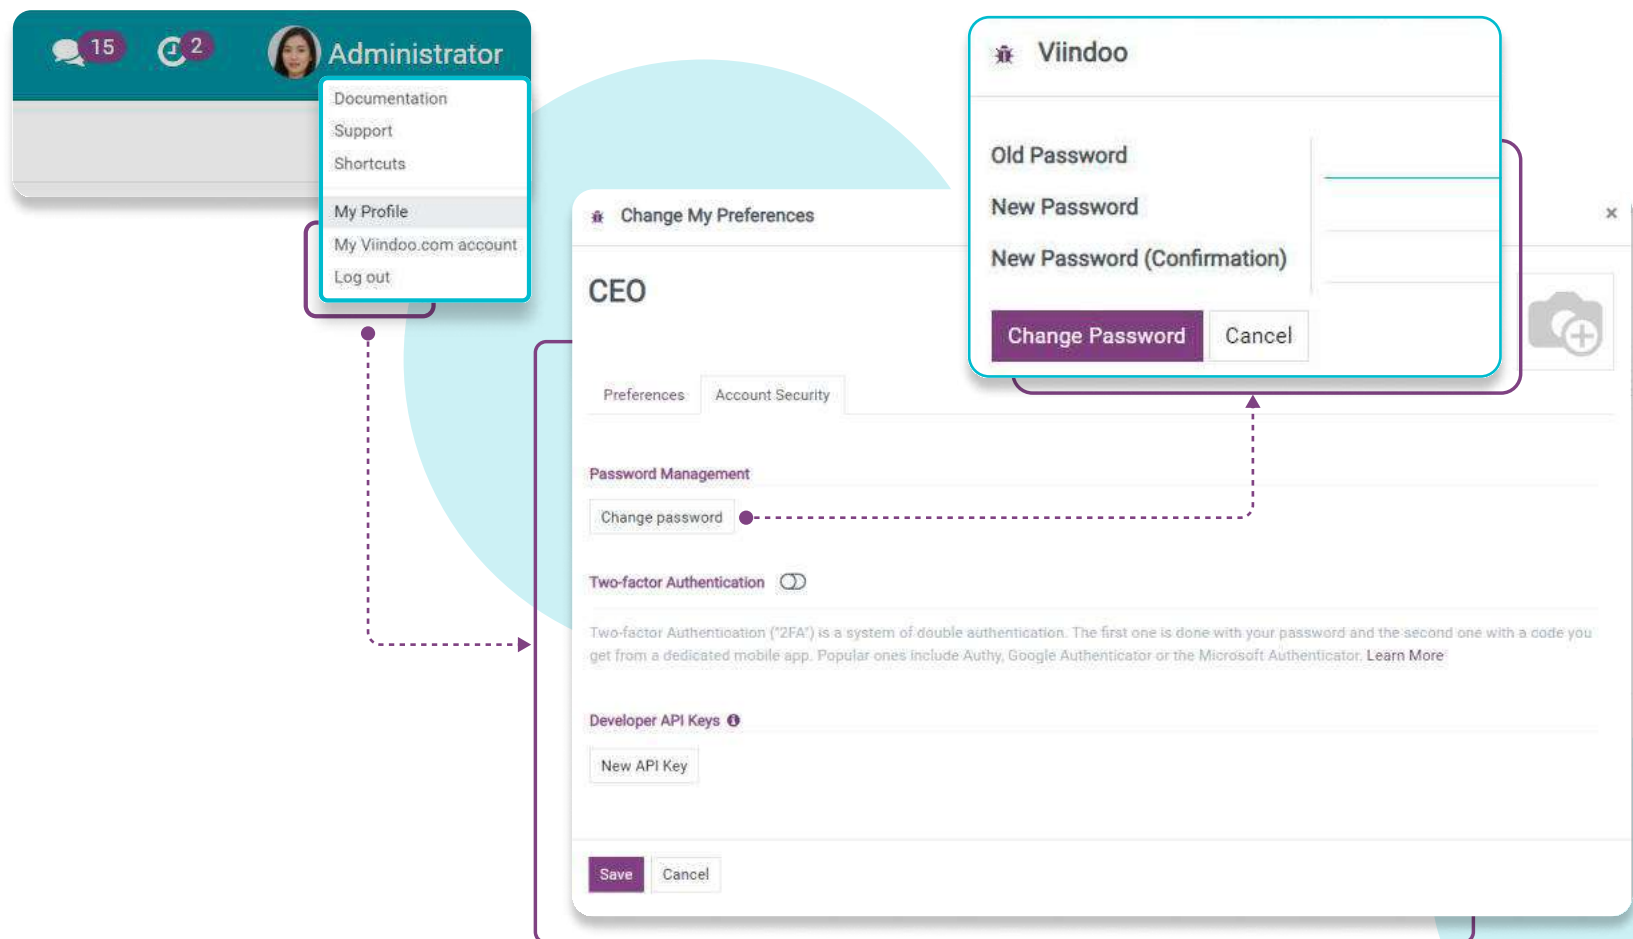 15
2
Administrator
Documentation
Support
Shortcuts
My Profile
My Viindoo.com account
Log out
Viindoo
Old Password
New Password
New Password (Confirmation)
Change Password
Cancel
Change My Preferences
×
CEO
Preferences
Account Security
Password Management
Change password
Two-factor Authentication
Two-factor Authentication ("2FA") is a system of double authentication. The first one is done with your password and the second one with a code you
get from a dedicated mobile app. Popular ones include Authy, Google Authenticator or the Microsoft Authenticator. Learn More
Developer API Keys
New API Key
Save
Cancel